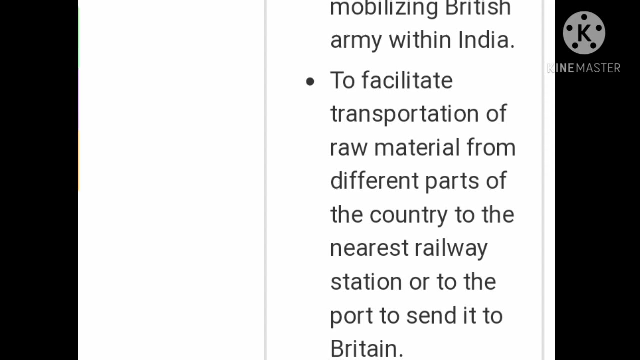 mobilizing British
army within India.
• To facilitate
transportation of
raw material from
different parts of
the country to the
nearest railway
station or to the
port to send it to
Britain.
K
KINEMASTER